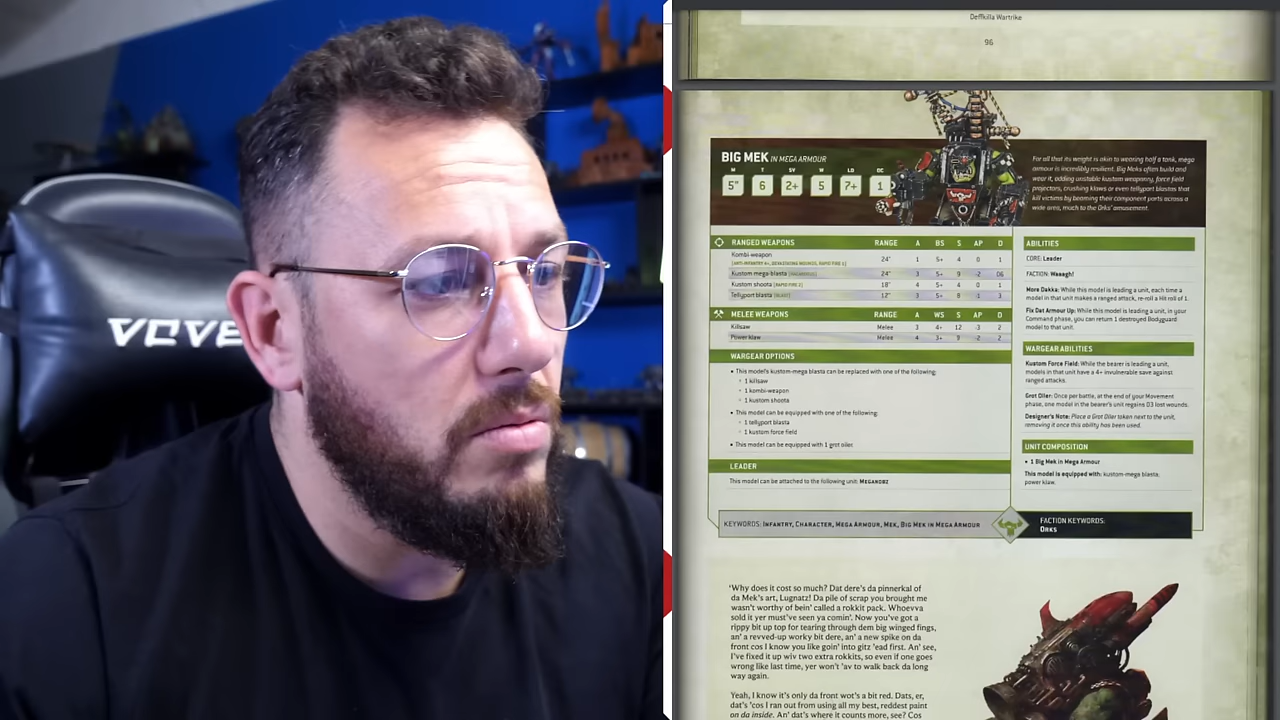 VOVE
Deffkilla Wartrike
96
BIG MEK IN MEGA ARMOUR
M T SV W LD OC
5" 6 2+ 5 7+ 1
For all that its weight is akin to wearing half a tank, mega
armour is incredibly resilient. Big Meks often build and
wear it, adding unstable kustom weaponry, force field
projectors, crushing klaws or even tellyport blastas that
kill victims by beaming their component parts across a
wide area, much to the Orks' amusement.
RANGED WEAPONS RANGE A BS S AP D
Kombi-weapon 24" 1 5+ 4 0 1
[ANTI-INFANTRY 4+, DEVASTATING WOUNDS, RAPID FIRE 1]
Kustom mega-blasta [HAZARDOUS] 24" 3 5+ 9 -2 D6
Kustom shoota [RAPID FIRE 2] 18" 4 5+ 4 0 1
Tellyport blasta [BLAST] 12" 3 5+ 8 -1 3
MELEE WEAPONS RANGE A WS S AP D
Killsaw Melee 3 4+ 12 -3 2
Power klaw Melee 4 3+ 9 -2 2
WARGEAR OPTIONS
• This model's kustom-mega blasta can be replaced with one of the following:
◦ 1 killsaw
◦ 1 kombi-weapon
◦ 1 kustom shoota
• This model can be equipped with one of the following:
◦ 1 tellyport blasta
◦ 1 kustom force field
• This model can be equipped with 1 grot oiler.
LEADER
This model can be attached to the following unit: MEGANOBZ
ABILITIES
CORE: Leader
FACTION: Waaagh!
More Dakka: While this model is leading a unit, each time a
model in that unit makes a ranged attack, re-roll a Hit roll of 1.
Fix Dat Armour Up: While this model is leading a unit, in your
Command phase, you can return 1 destroyed Bodyguard
model to that unit.
WARGEAR ABILITIES
Kustom Force Field: While the bearer is leading a unit,
models in that unit have a 4+ invulnerable save against
ranged attacks.
Grot Oiler: Once per battle, at the end of your Movement
phase, one model in the bearer's unit regains D3 lost wounds.
Designer's Note: Place a Grot Oiler token next to the unit,
removing it once this ability has been used.
UNIT COMPOSITION
• 1 Big Mek in Mega Armour
This model is equipped with: kustom-mega blasta;
power klaw.
KEYWORDS: INFANTRY, CHARACTER, MEGA ARMOUR, MEK, BIG MEK IN MEGA ARMOUR
FACTION KEYWORDS:
ORKS
'Why does it cost so much? Dat dere's da pinnerkal of
da Mek's art, Lugnatz! Da pile of scrap you brought me
wasn't worthy of bein' called a rokkit pack. Whoevva
sold it yer must've seen ya comin'. Now you've got a
rippy bit up top for tearing through dem big winged fings,
an' a revved-up worky bit dere, an' a new spike on da
front cos I know you like goin' into gitz 'ead first. An' see,
I've fixed it up wiv two extra rokkits, so even if one goes
wrong like last time, yer won't 'av to walk back da long
way again.
Yeah, I know it's only da front wot's a bit red. Dats, er,
dat's 'cos I ran out from using all my best, reddest paint
on da inside. An' dat's where it counts more, see? Cos